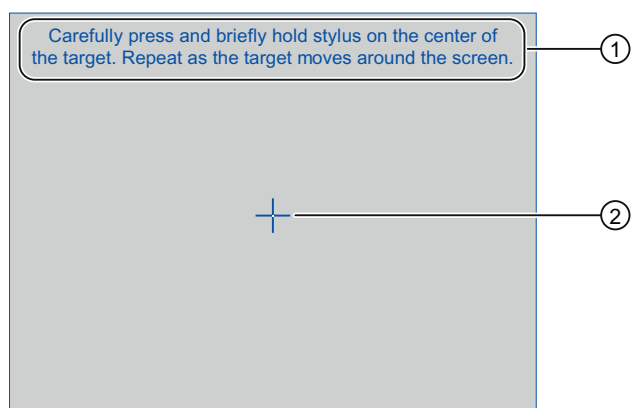 Carefully press and briefly hold stylus on the center of
the target. Repeat as the target moves around the screen.
1
2